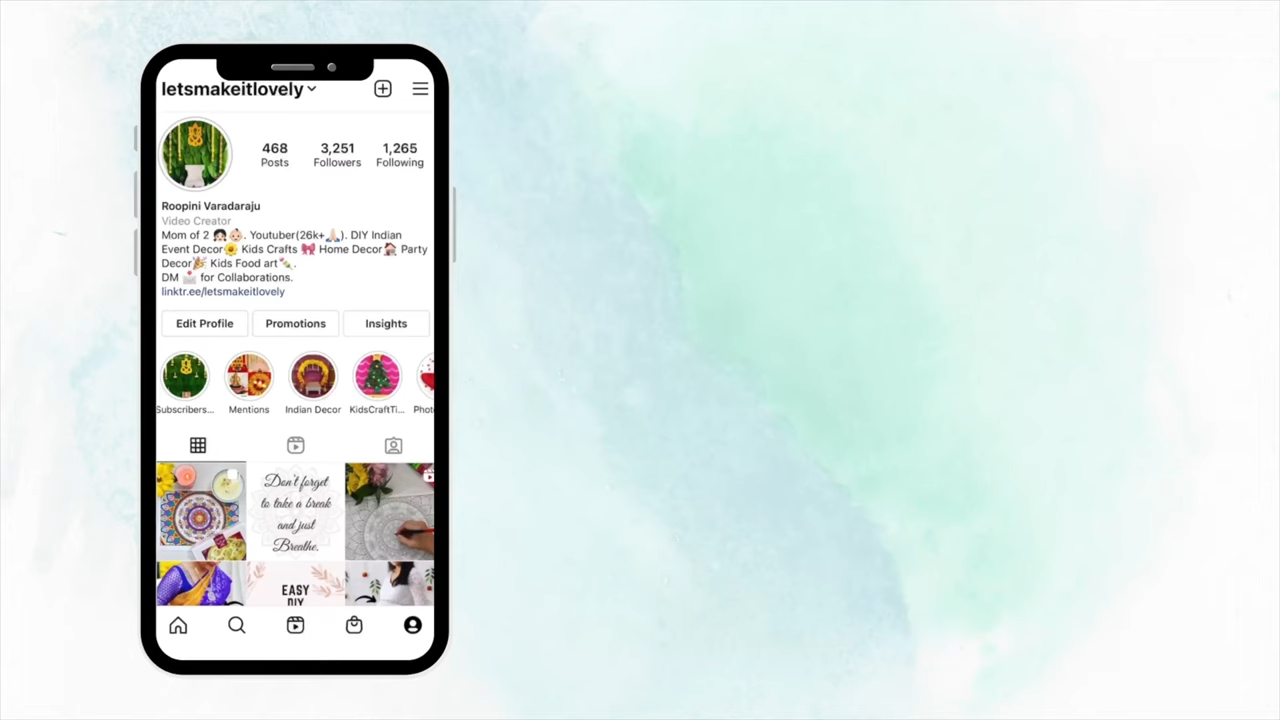 letsmakeitlovely
468 3,251 1,265
Posts Followers Following
Roopini Varadaraju
Video Creator
Mom of 2 👧🏻👶🏻. Youtuber(26k+🙏🏻). DIY Indian
Event Decor🌼 Kids Crafts 🎀 Home Decor🏠 Party
Decor🎉 Kids Food art🍡.
DM 📩 for Collaborations.
linktr.ee/letsmakeitlovely
Edit Profile Promotions Insights
Subscribers... Mentions Indian Decor KidsCraftTi... Phot
Don't forget
to take a break
and just
Breathe.
EASY
DIY